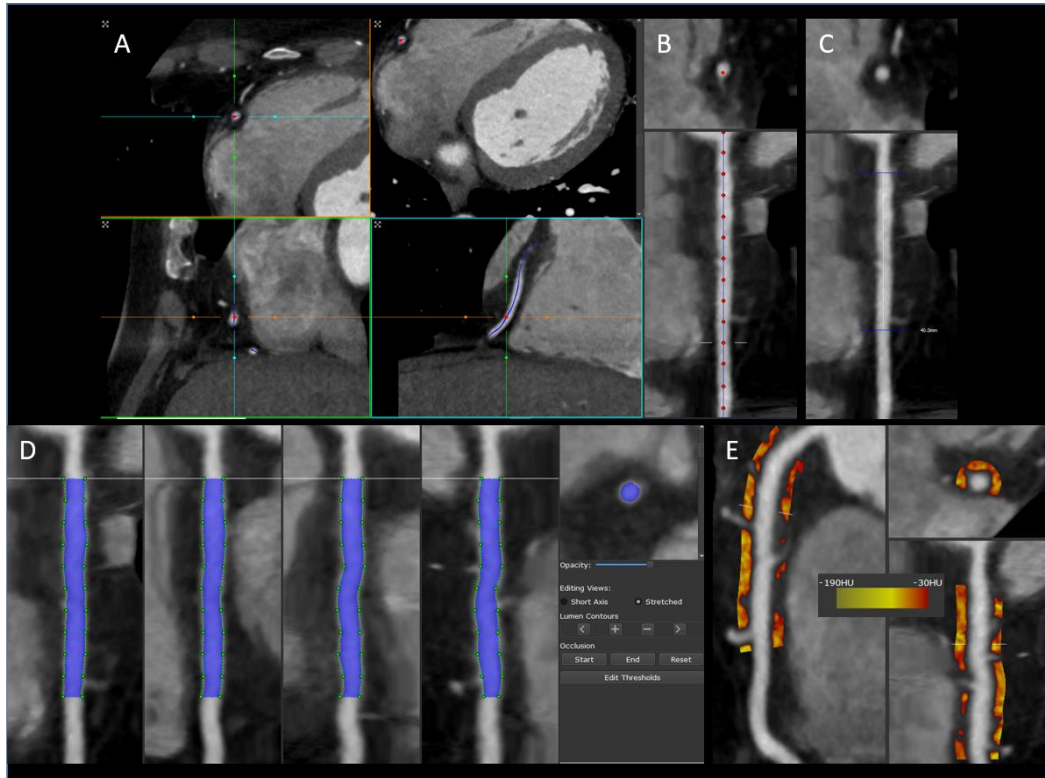 A
B
C
40.0mm
D
Opacity:
Editing Views:
Short Axis Stretched
Lumen Contours
< + − >
Occlusion
Start End Reset
Edit Thresholds
E
-190HU -30HU